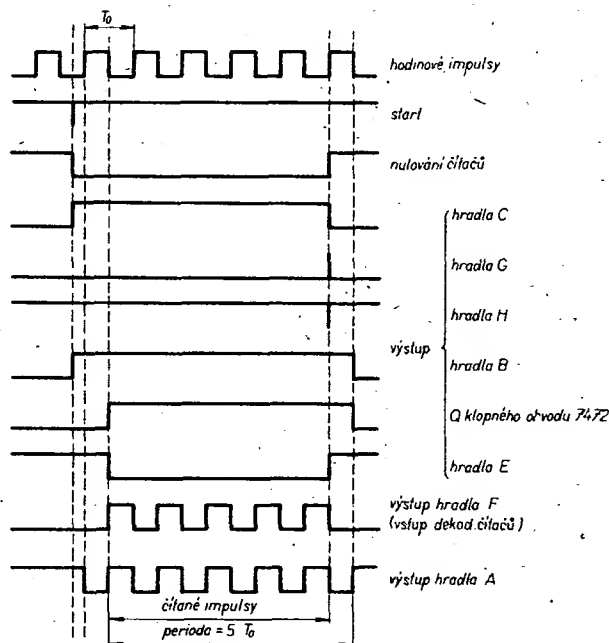 T₀
hodinové impulsy
start
nulování čítačů
hradla C
hradla G
hradla H
výstup
hradla B
Q klopného obvodu 7472
hradla E
výstup hradla F
(vstup dekod. čítačů)
výstup hradla A
čítané impulsy
perioda = 5 T₀